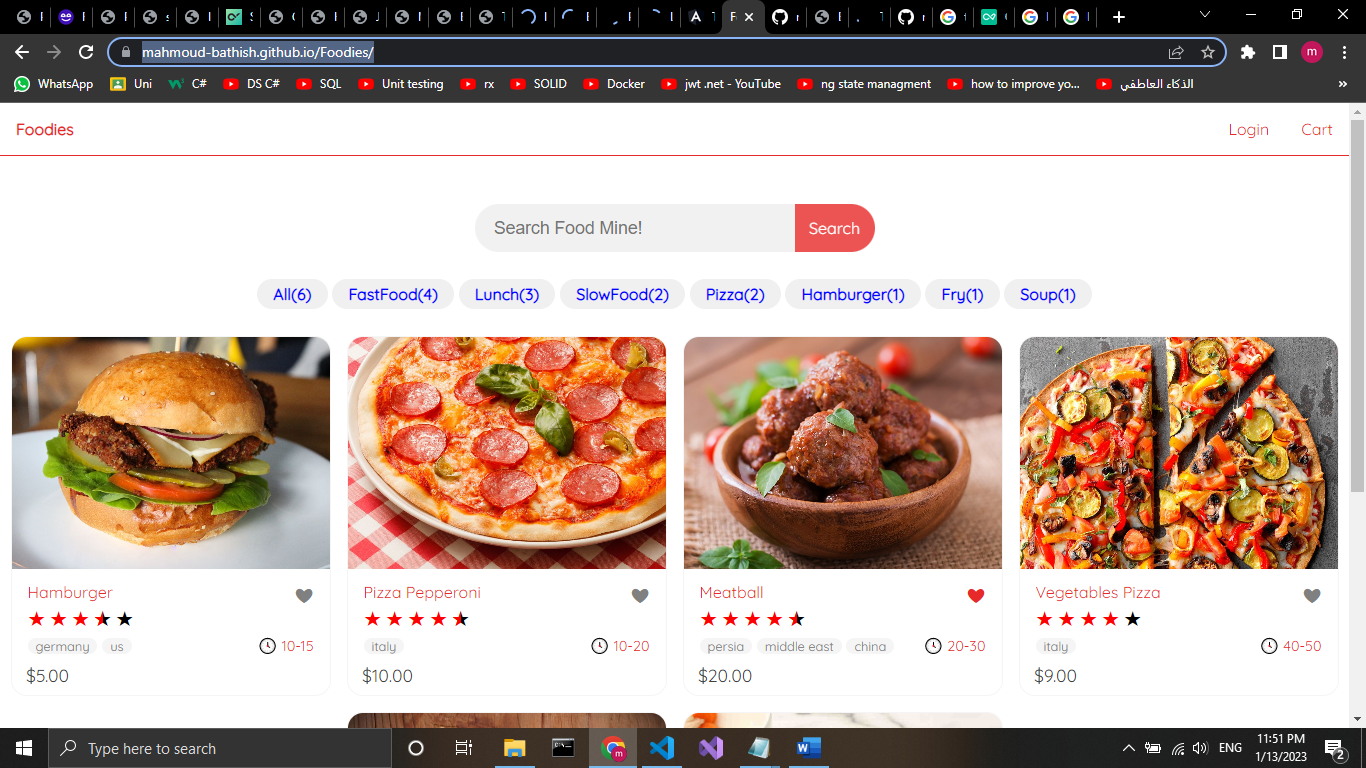 mahmoud-bathish.github.io/Foodies/
m
WhatsApp Uni C# DS C# SQL Unit testing rx SOLID Docker jwt .net - YouTube ng state managment how to improve yo... الذكاء العاطفي »
Foodies Login Cart
Search Food Mine! Search
All(6) FastFood(4) Lunch(3) SlowFood(2) Pizza(2) Hamburger(1) Fry(1) Soup(1)
Hamburger Pizza Pepperoni Meatball Vegetables Pizza
germany us 10-15 italy 10-20 persia middle east china 20-30 italy 40-50
$5.00 $10.00 $20.00 $9.00
Type here to search ENG 11:51 PM
1/13/2023 2